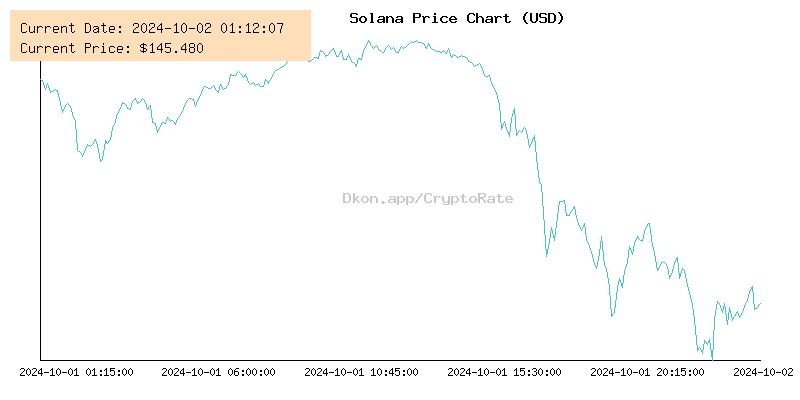 Solana Price Chart (USD)
Current Date: 2024-10-02 01:12:07
Current Price: $145.480
Dkon.app/CryptoRate
2024-10-01 01:15:00 2024-10-01 06:00:00 2024-10-01 10:45:00 2024-10-01 15:30:00 2024-10-01 20:15:00 2024-10-02